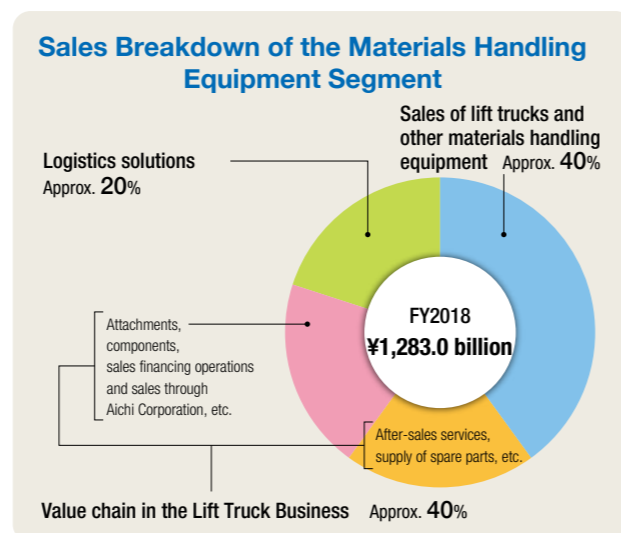 Sales Breakdown of the Materials Handling
Equipment Segment
Sales of lift trucks and
other materials handling
equipment Approx. 40%
Logistics solutions
Approx. 20%
FY2018
¥1,283.0 billion
Attachments,
components,
sales financing operations
and sales through
Aichi Corporation, etc.
After-sales services,
supply of spare parts, etc.
Value chain in the Lift Truck Business Approx. 40%